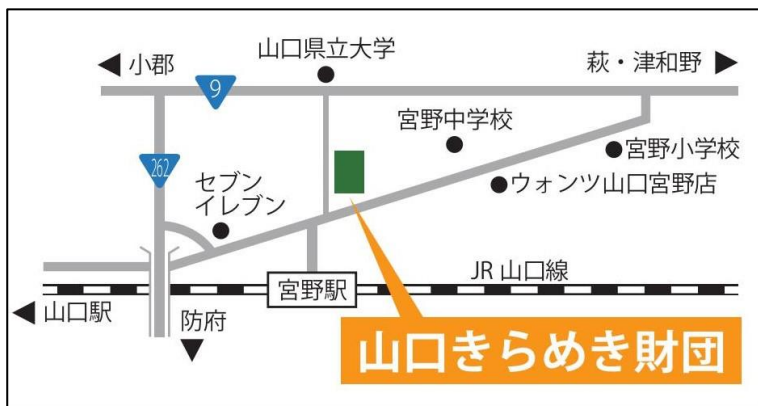 山口県立大学
小郡
萩・津和野
9
宮野中学校
262
宮野小学校
セブン
イレブン
ウォンツ山口宮野店
JR 山口線
宮野駅
山口駅
防府
山口きらめき財団